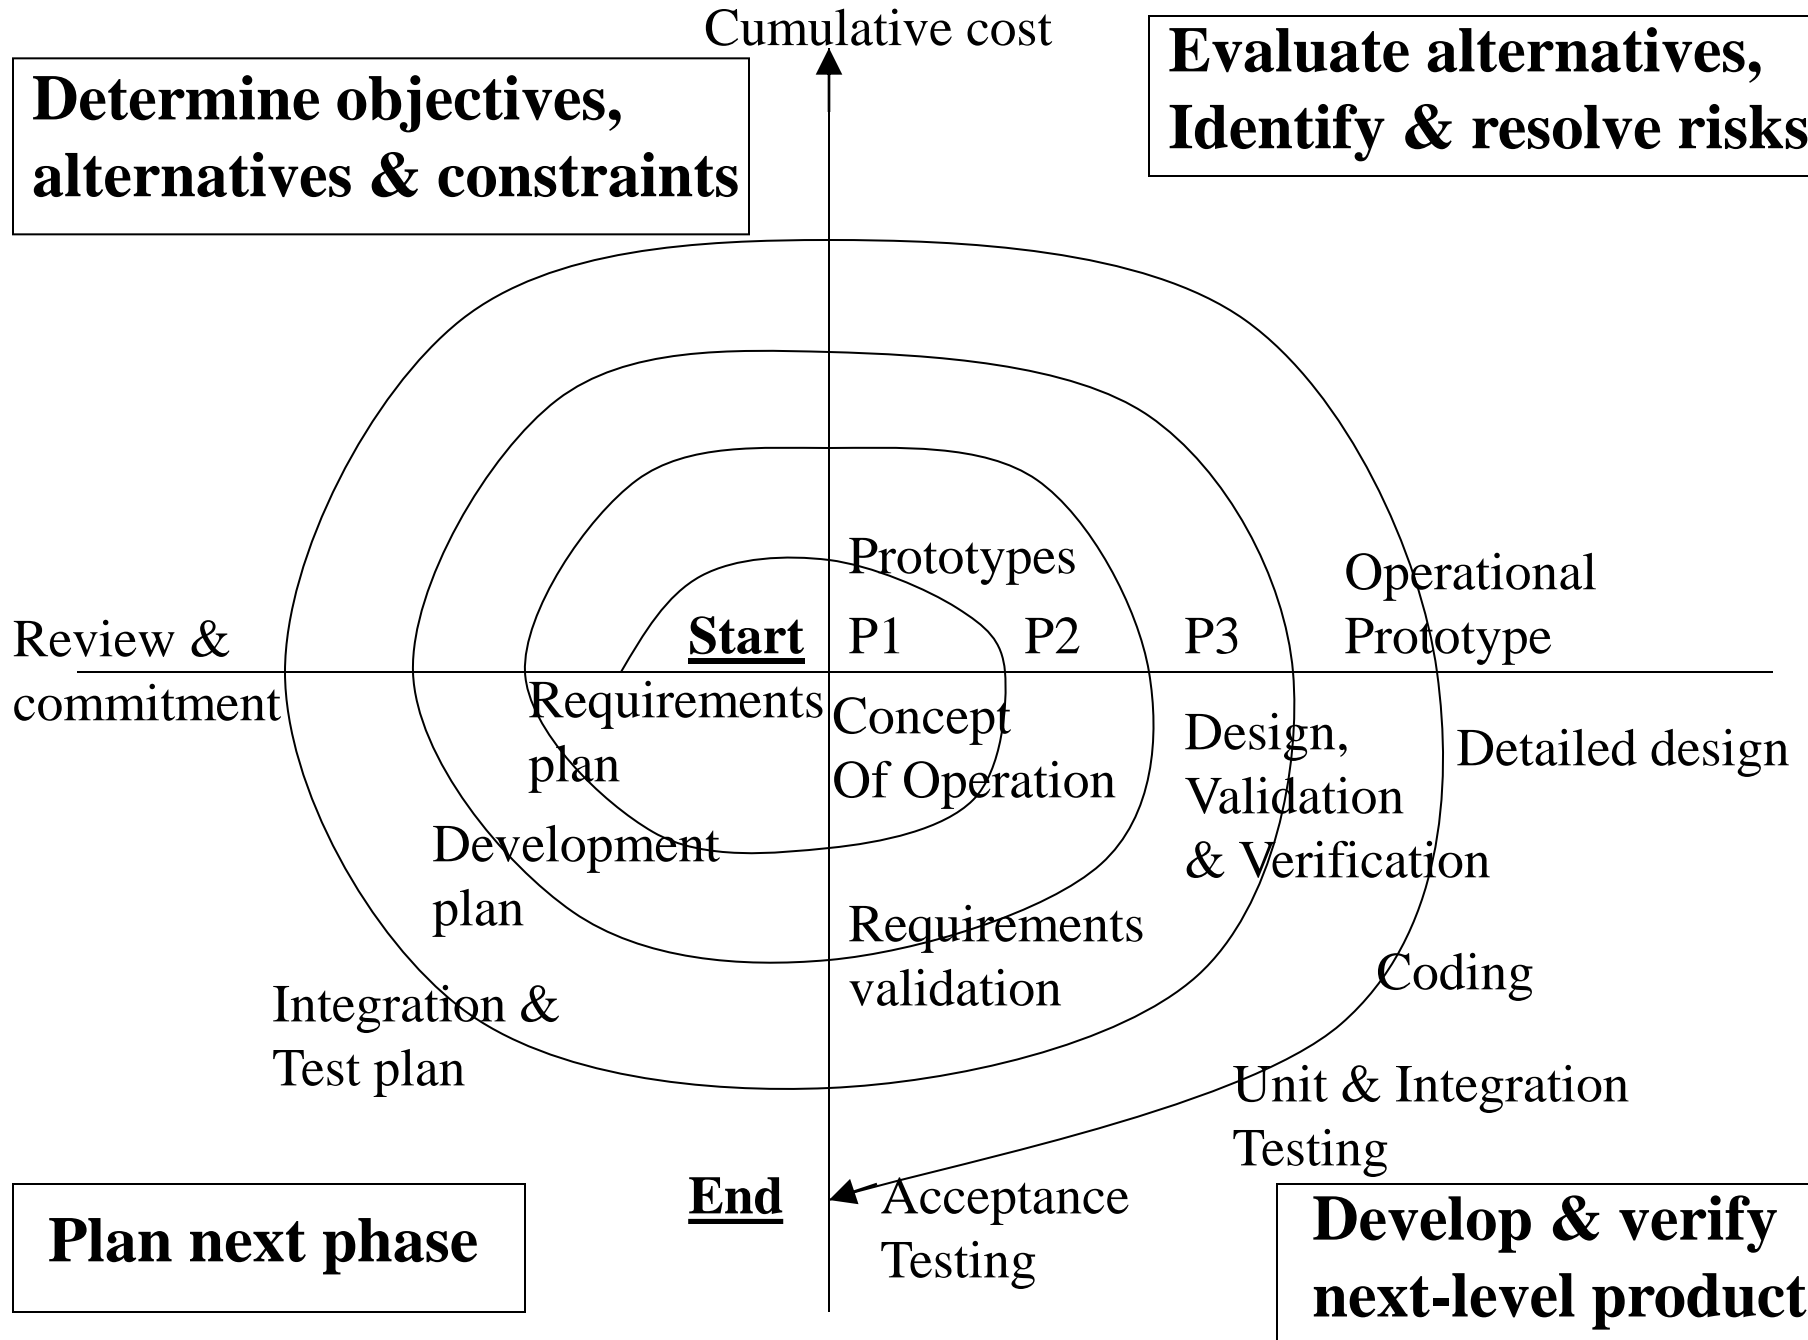 Cumulative cost
Determine objectives,
alternatives & constraints
Evaluate alternatives,
Identify & resolve risks
Prototypes
Operational
Prototype
Start
P1
P2
P3
Review &
commitment
Requirements
plan
Concept
Of Operation
Design,
Validation
& Verification
Detailed design
Development
plan
Requirements
validation
Coding
Integration &
Test plan
Unit & Integration
Testing
End
Acceptance
Testing
Plan next phase
Develop & verify
next-level product